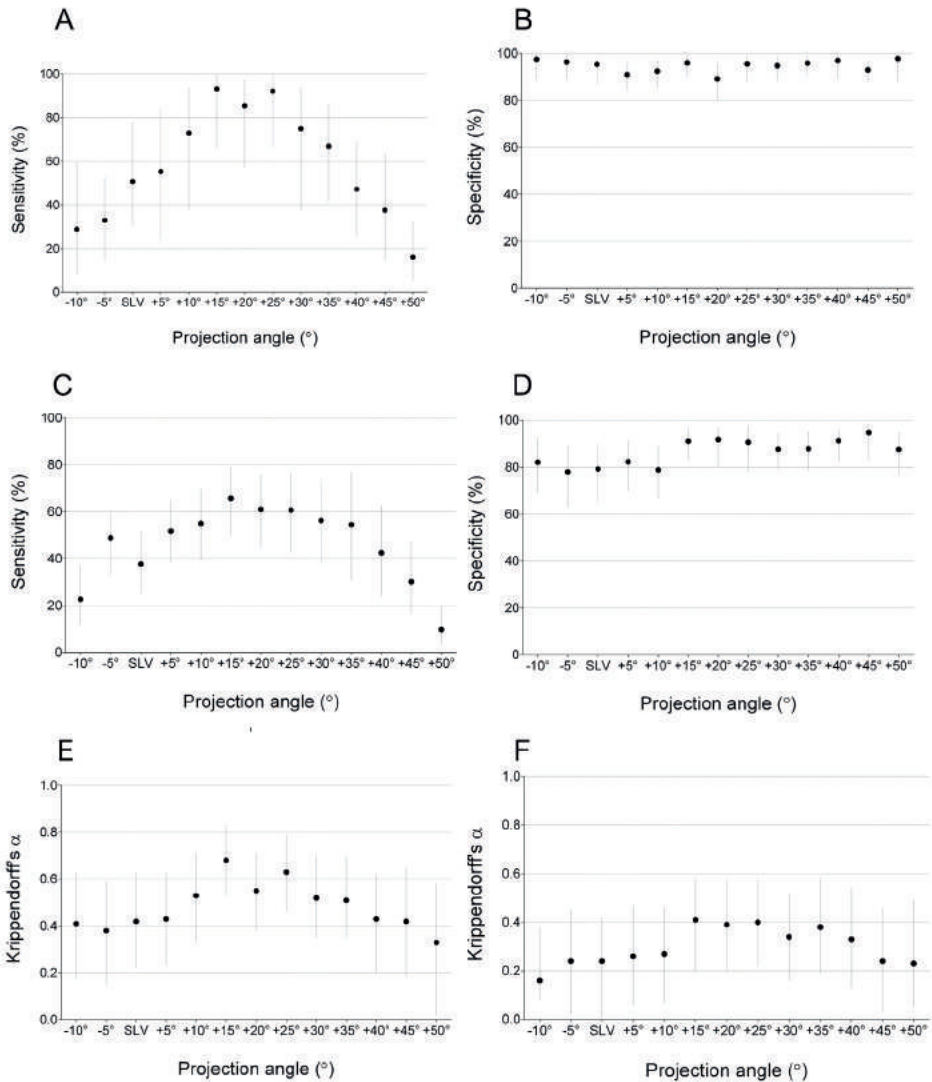 A
Sensitivity (%)
100
80
60
40
20
0
-10° -5° SLV +5° +10° +15° +20° +25° +30° +35° +40° +45° +50°
Projection angle (°)
B
Specificity (%)
100
80
60
40
20
0
-10° -5° SLV +5° +10° +15° +20° +25° +30° +35° +40° +45° +50°
Projection angle (°)
C
Sensitivity (%)
100
80
60
40
20
0
-10° -5° SLV +5° +10° +15° +20° +25° +30° +35° +40° +45° +50°
Projection angle (°)
D
Specificity (%)
100
80
60
40
20
0
-10° -5° SLV +5° +10° +15° +20° +25° +30° +35° +40° +45° +50°
Projection angle (°)
E
Krippendorff's α
1.0
0.8
0.6
0.4
0.2
0.0
-10° -5° SLV +5° +10° +15° +20° +25° +30° +35° +40° +45° +50°
Projection angle (°)
F
Krippendorff's α
1.0
0.8
0.6
0.4
0.2
0.0
-10° -5° SLV +5° +10° +15° +20° +25° +30° +35° +40° +45° +50°
Projection angle (°)